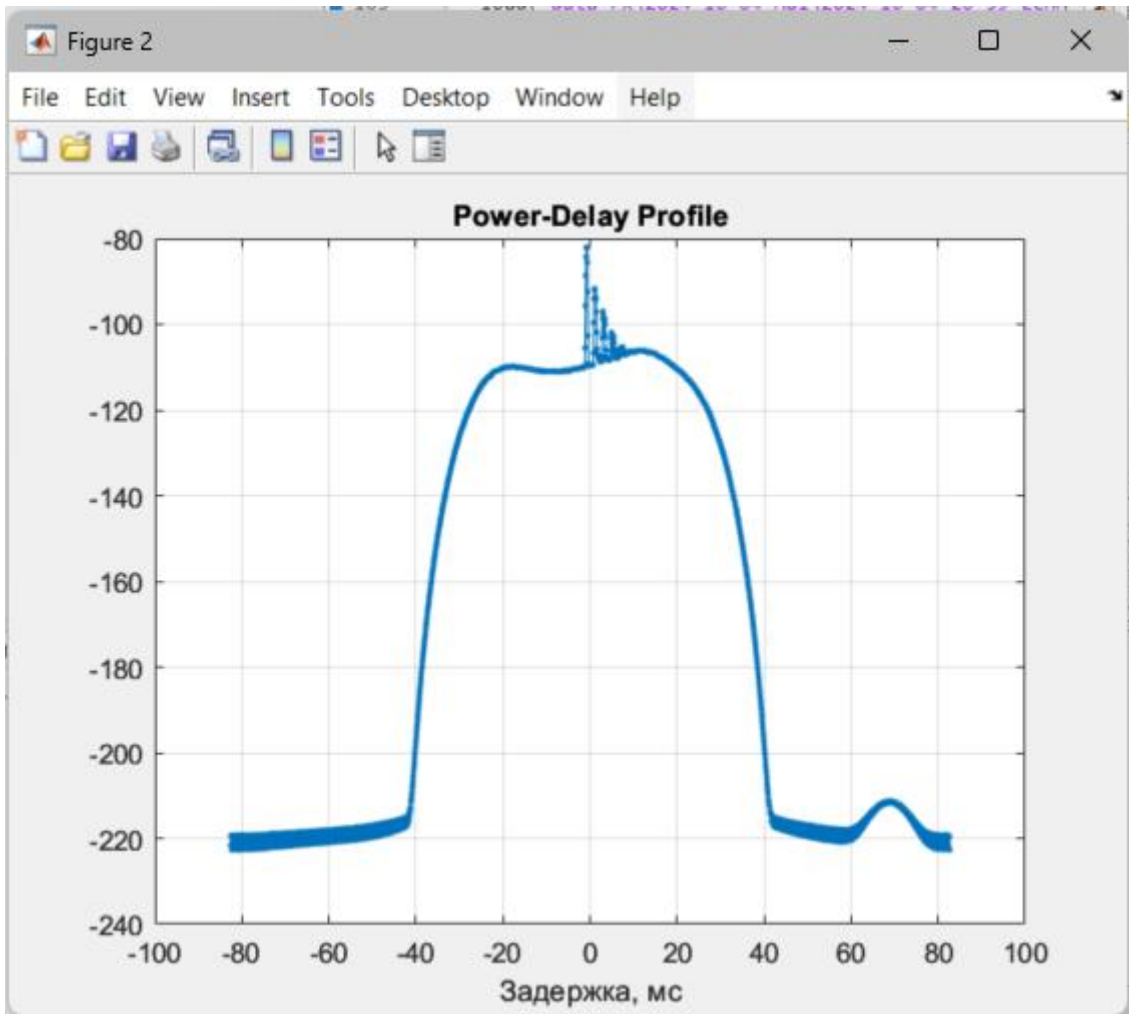 Figure 2
File Edit View Insert Tools Desktop Window Help
Power-Delay Profile
-80
-100
-120
-140
-160
-180
-200
-220
-240
-100 -80 -60 -40 -20 0 20 40 60 80 100
Задержка, мс